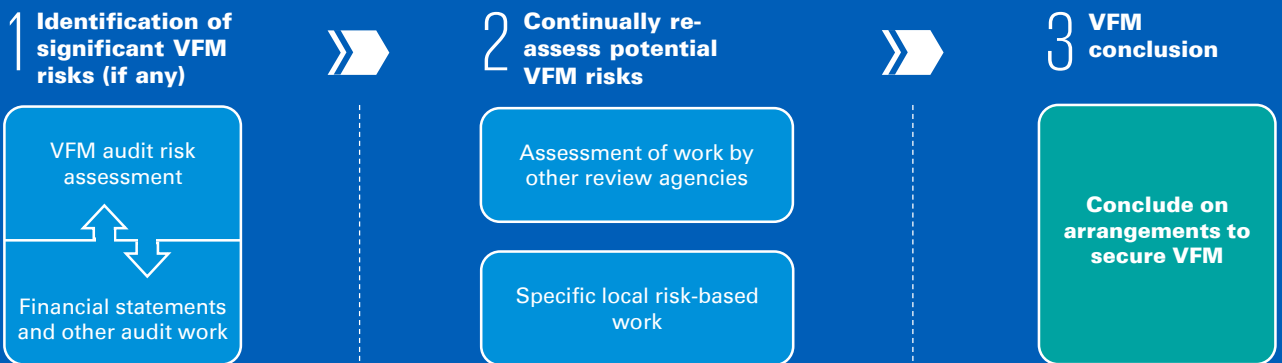 1
Identification of
significant VFM
risks (if any)
VFM audit risk
assessment
Financial statements
and other audit work
2
Continually re-
assess potential
VFM risks
Assessment of work by
other review agencies
Specific local risk-based
work
3
VFM
conclusion
Conclude on
arrangements to
secure VFM